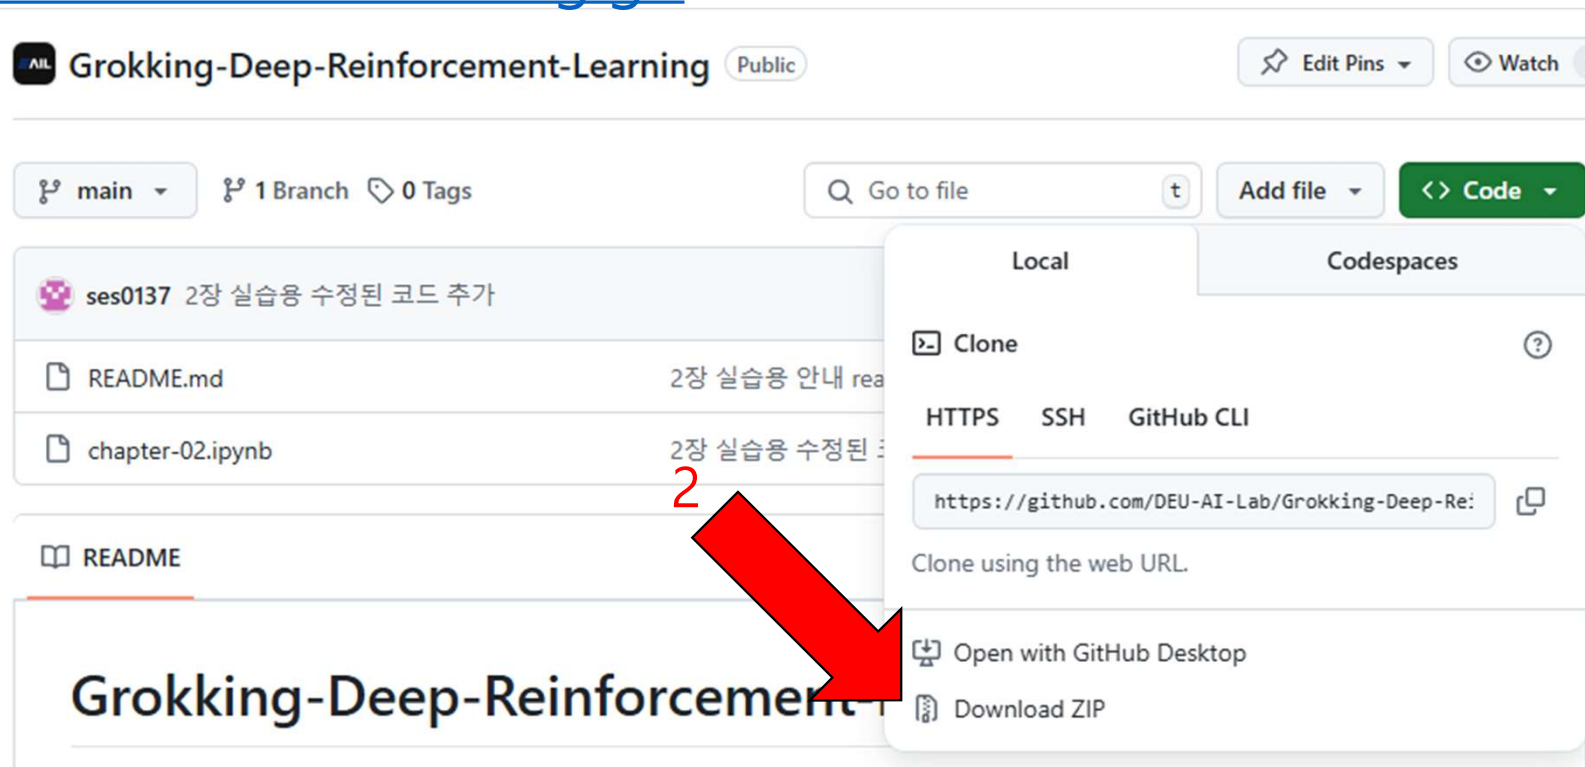 AIL Grokking-Deep-Reinforcement-Learning Public Edit Pins Watch
main 1 Branch 0 Tags Go to file t Add file <> Code
Local Codespaces
ses0137 2장 실습용 수정된 코드 추가
Clone
README.md 2장 실습용 안내 rea
HTTPS SSH GitHub CLI
chapter-02.ipynb 2장 실습용 수정된
2
https://github.com/DEU-AI-Lab/Grokking-Deep-Re
README
Clone using the web URL.
Open with GitHub Desktop
Grokking-Deep-Reinforcement-
Download ZIP